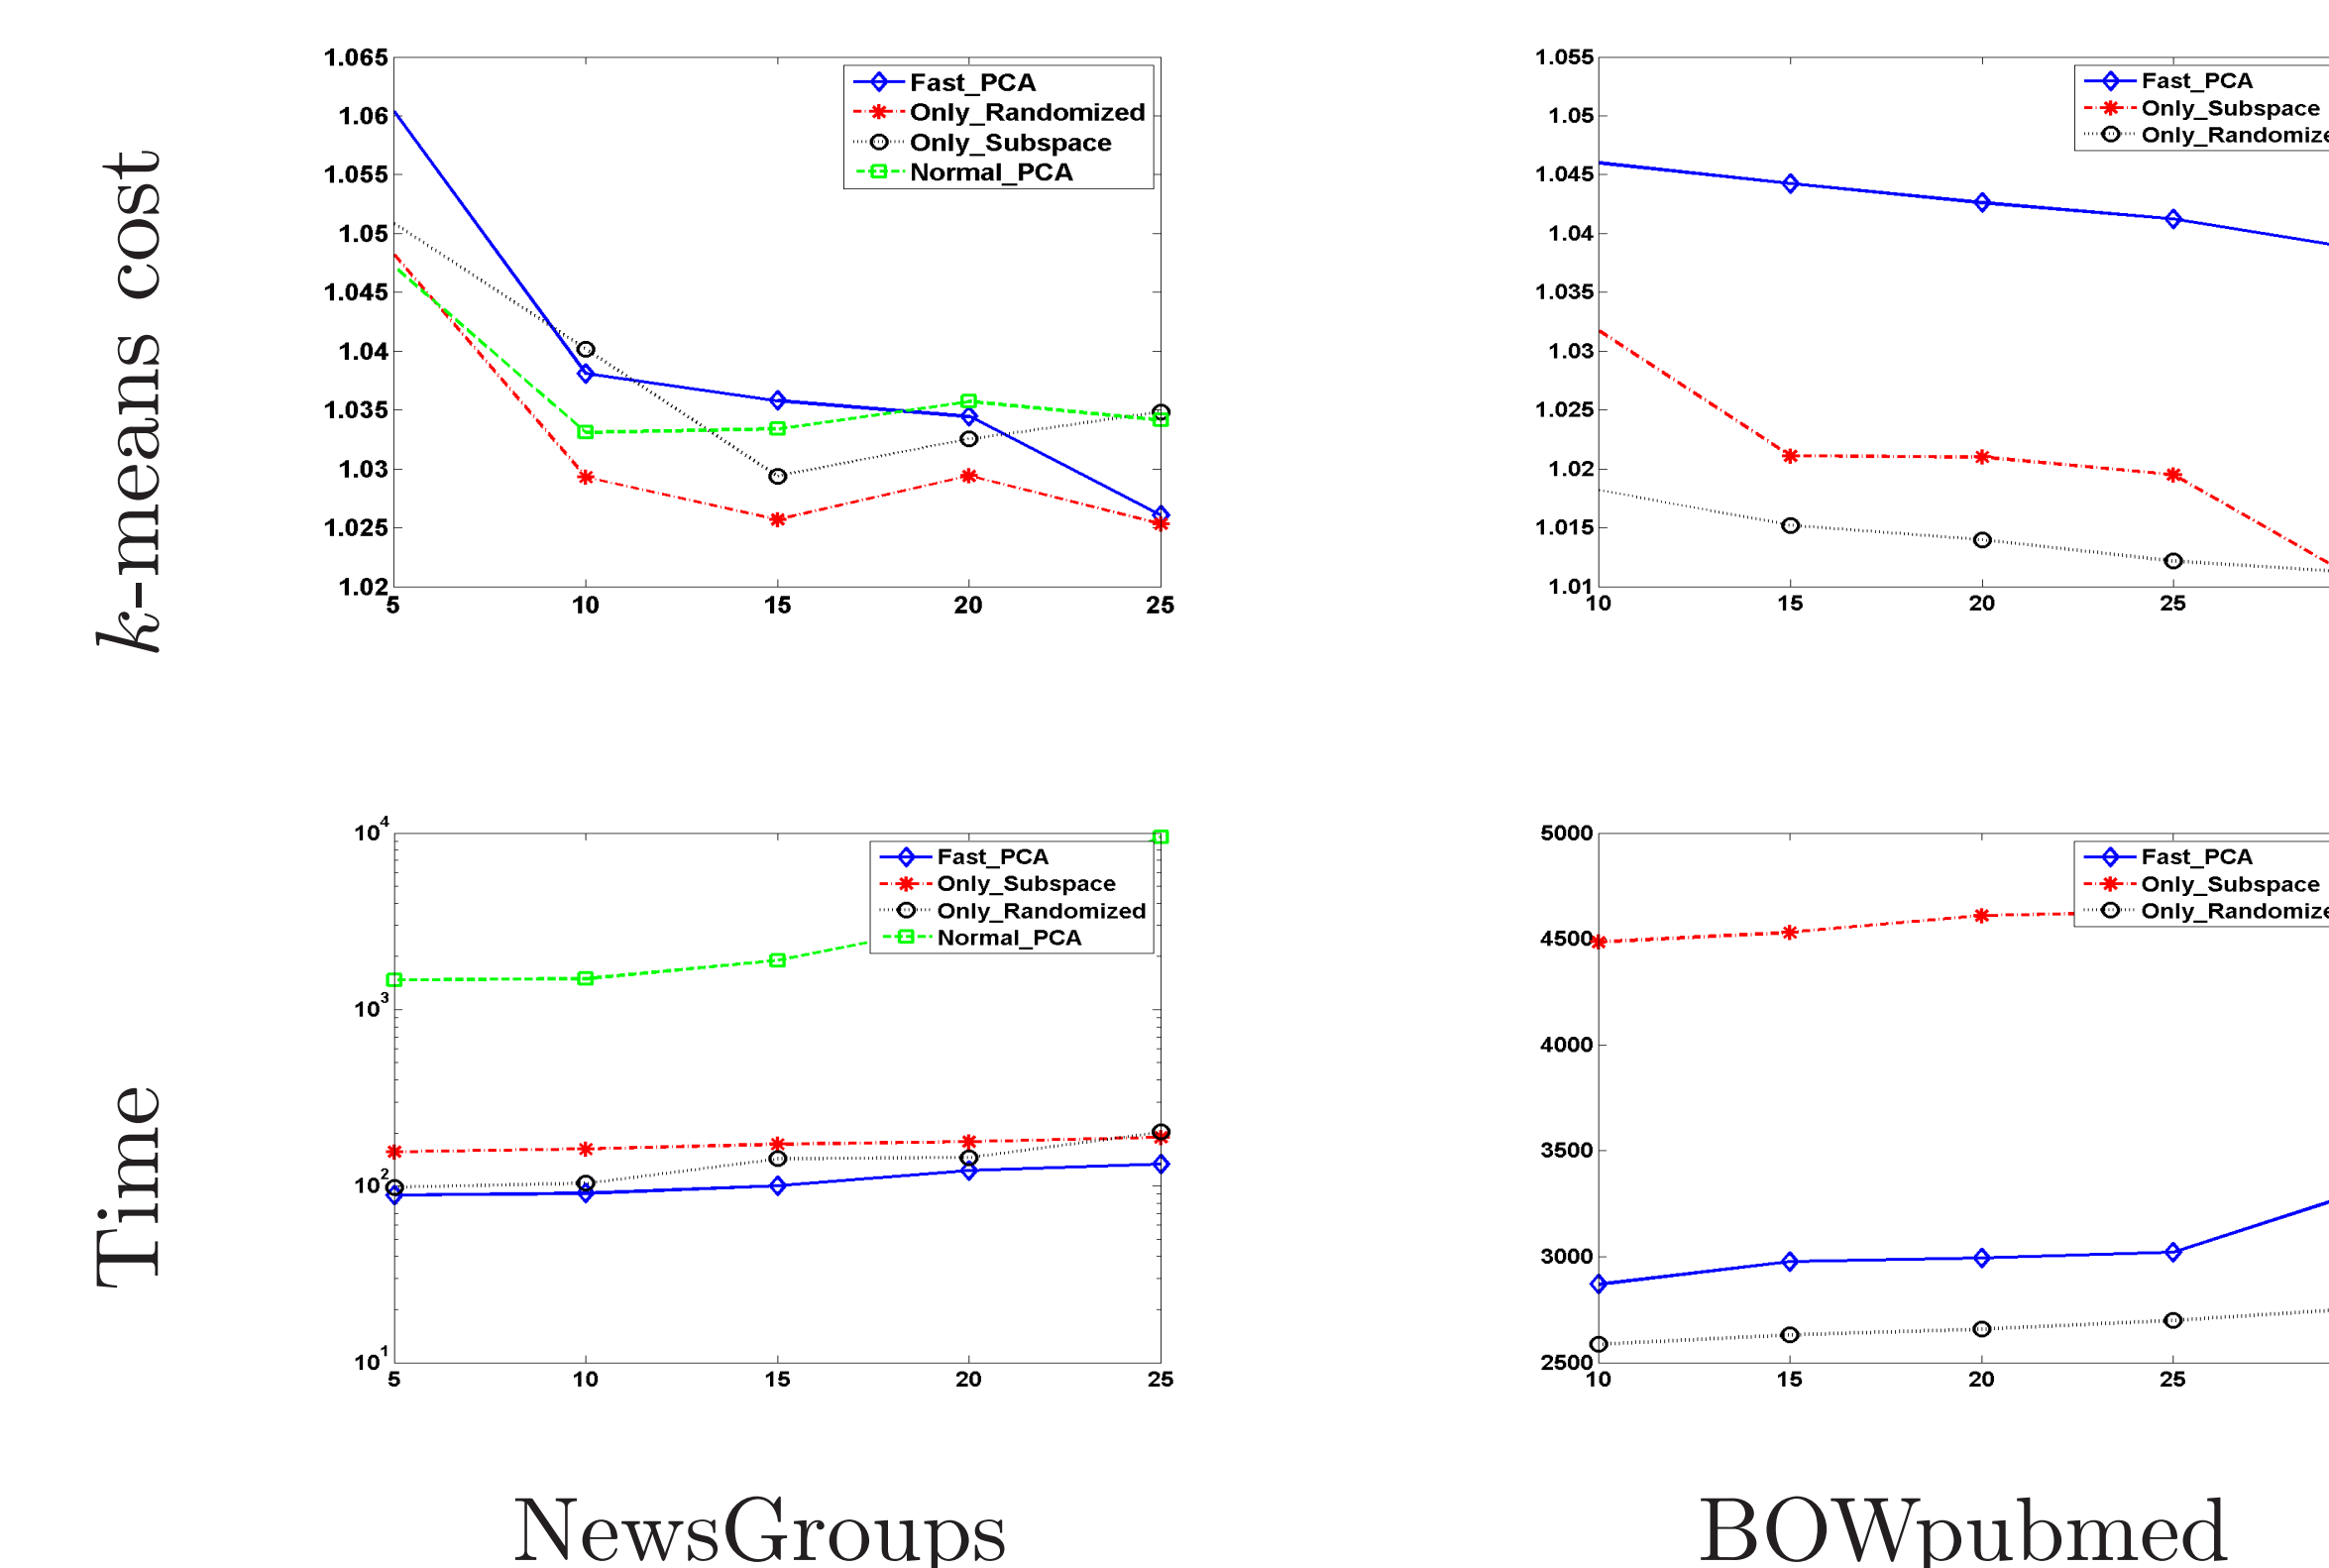 k-means cost
1.065
1.06
1.055
1.05
1.045
1.04
1.035
1.03
1.025
1.02
5 10 15 20 25
Fast_PCA
Only_Randomized
Only_Subspace
Normal_PCA
1.055
1.05
1.045
1.04
1.035
1.03
1.025
1.02
1.015
1.01
10 15 20 25
Fast_PCA
Only_Subspace
Only_Randomize
Time
10^4
10^3
10^2
10^1
5 10 15 20 25
Fast_PCA
Only_Subspace
Only_Randomized
Normal_PCA
5000
4500
4000
3500
3000
2500
10 15 20 25
Fast_PCA
Only_Subspace
Only_Randomize
NewsGroups
BOWpubmed